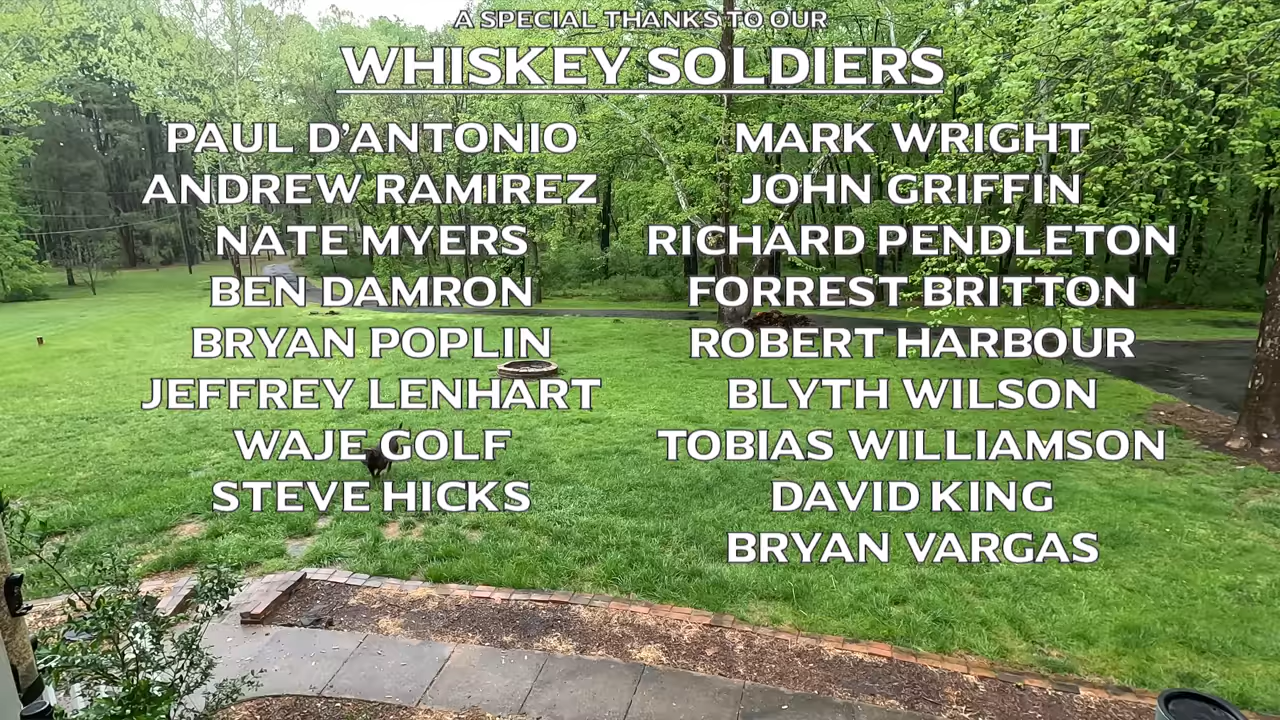 A SPECIAL THANKS TO OUR
WHISKEY SOLDIERS
PAUL D'ANTONIO
ANDREW RAMIREZ
NATE MYERS
BEN DAMRON
BRYAN POPLIN
JEFFREY LENHART
WAJE GOLF
STEVE HICKS
MARK WRIGHT
JOHN GRIFFIN
RICHARD PENDLETON
FORREST BRITTON
ROBERT HARBOUR
BLYTH WILSON
TOBIAS WILLIAMSON
DAVID KING
BRYAN VARGAS